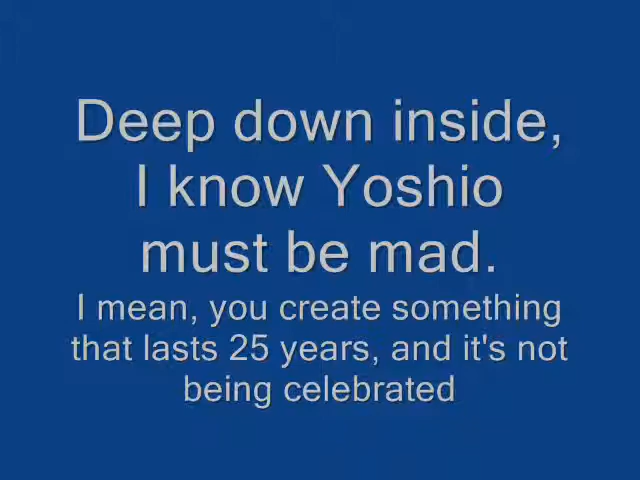 Deep down inside,
I know Yoshio
must be mad.
I mean, you create something
that lasts 25 years, and it's not
being celebrated